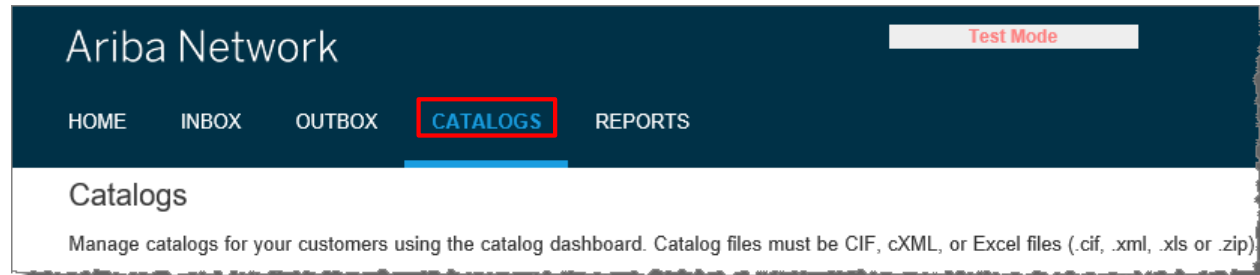 Ariba Network
Test Mode
HOME INBOX OUTBOX CATALOGS REPORTS
Catalogs
Manage catalogs for your customers using the catalog dashboard. Catalog files must be CIF, cXML, or Excel files (.cif, .xml, .xls or .zip)